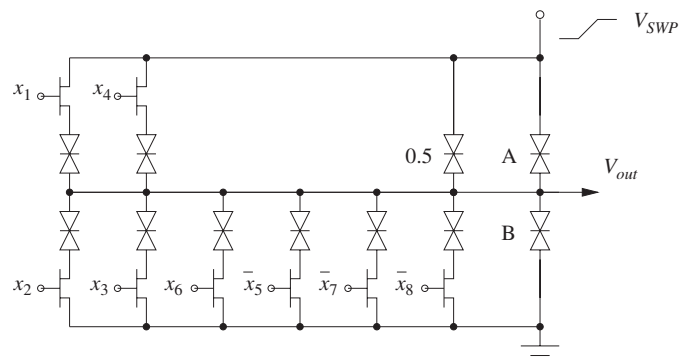 V_SWP
x₁ x₄
0.5 A
V_out
B
x₂ x₃ x₆ x̅₅ x̅₇ x̅₈